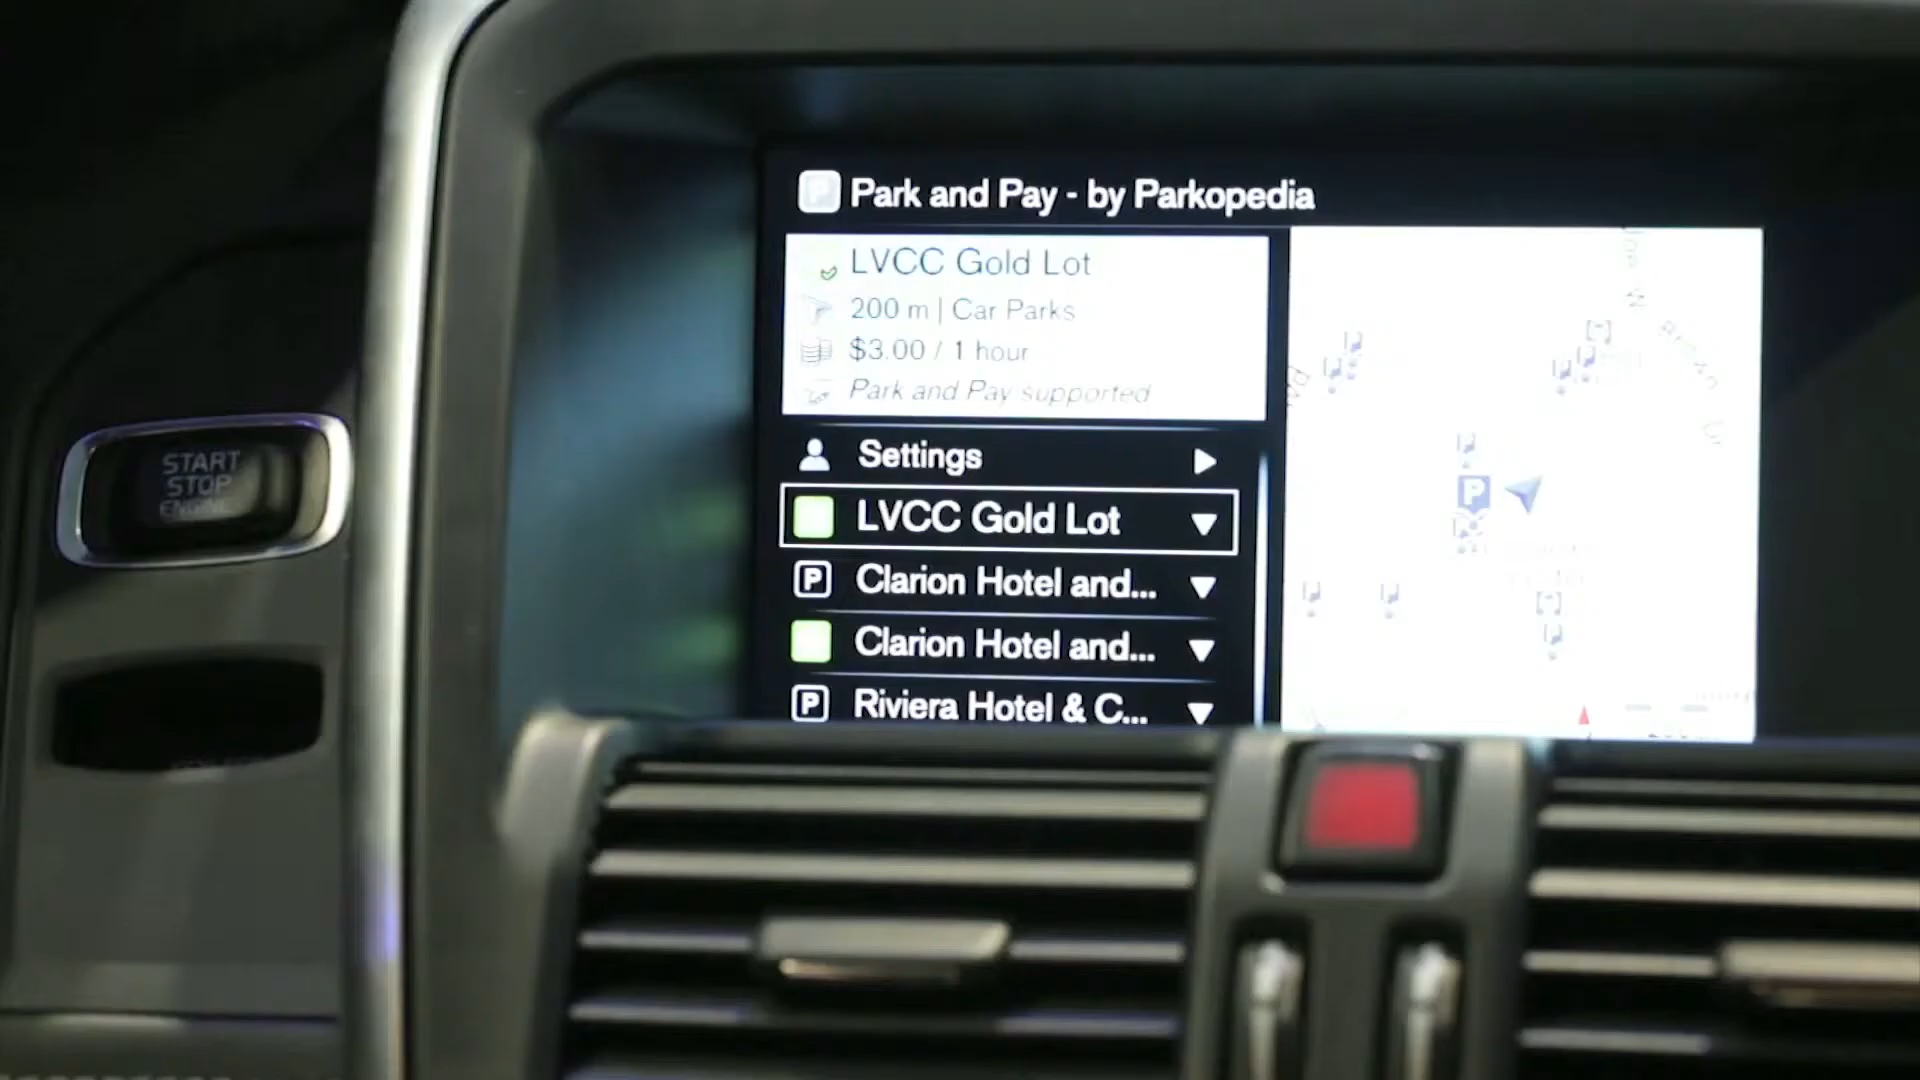 START
STOP
ENGINE
Park and Pay - by Parkopedia
LVCC Gold Lot
200 m | Car Parks
$3.00 / 1 hour
Park and Pay supported
Settings
LVCC Gold Lot
P Clarion Hotel and...
Clarion Hotel and...
P Riviera Hotel & C...
P